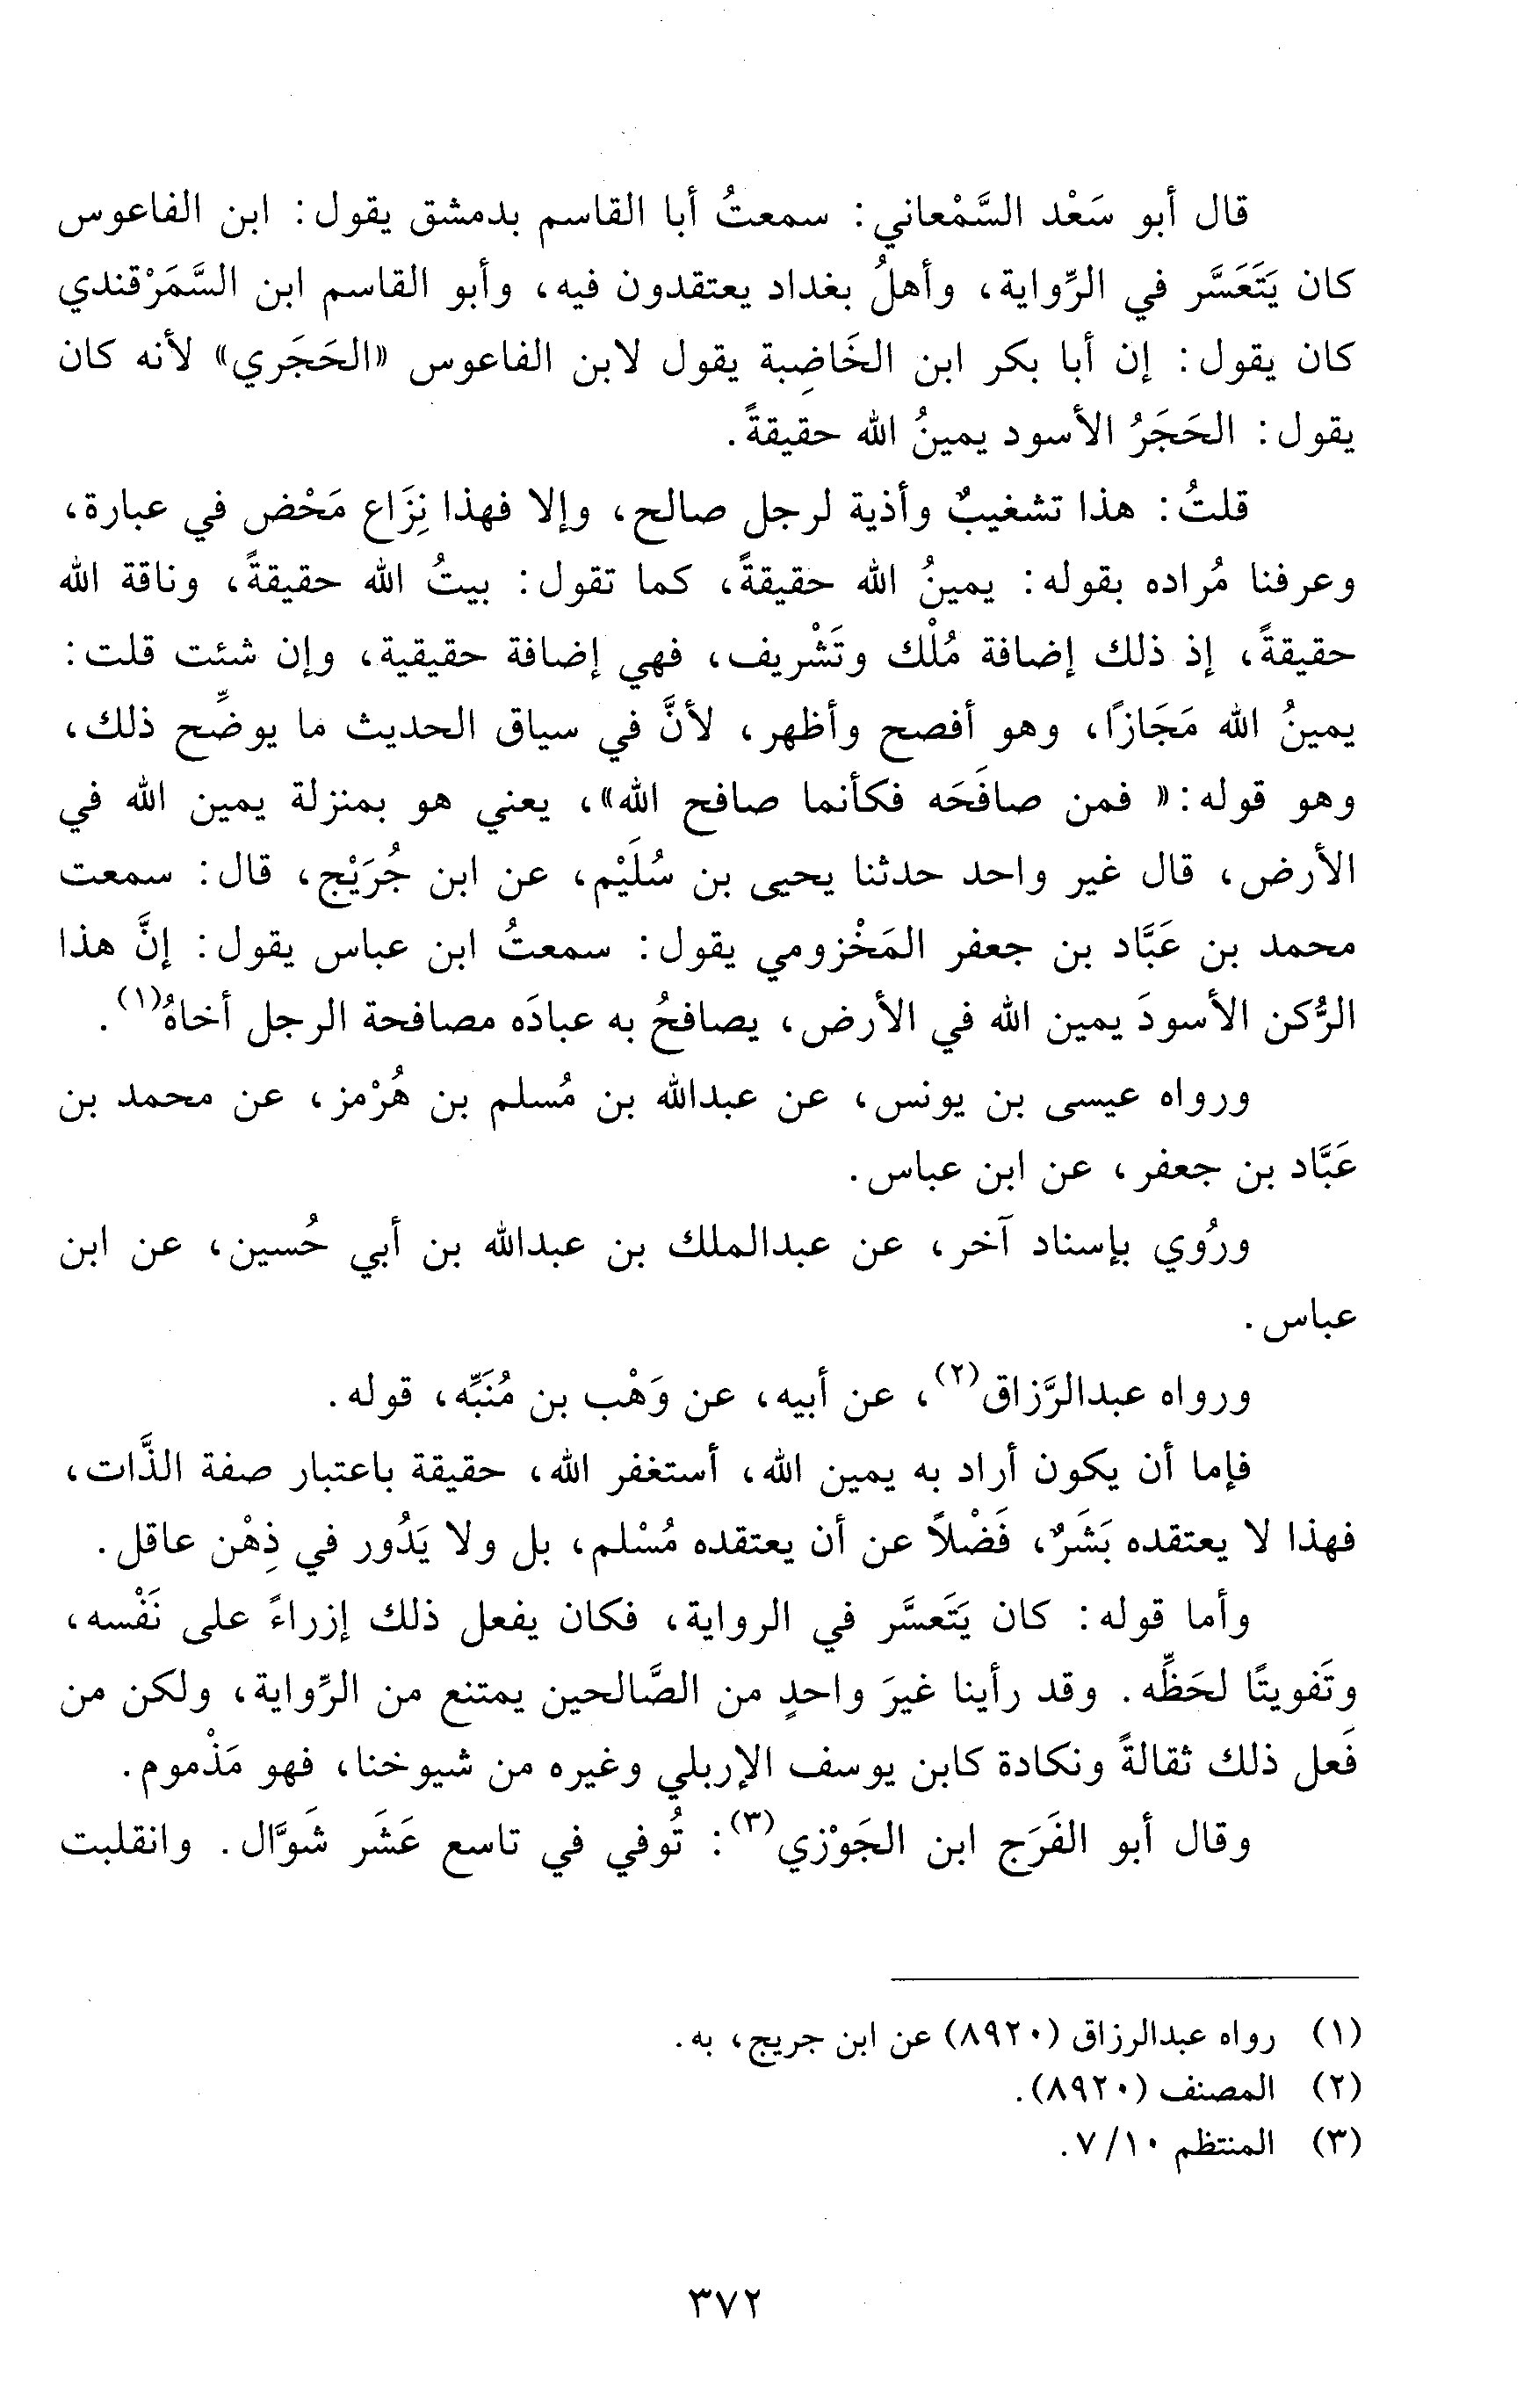 قال أبو سَعْد السَّمْعاني: سمعتُ أبا القاسم بدمشق يقول: ابن الفاعوس
كان يَتَعَسَّر في الرِّواية، وأهلُ بغداد يعتقدون فيه، وأبو القاسم ابن السَّمَرْقندي
كان يقول: إن أبا بكر ابن الخَاضِبة يقول لابن الفاعوس «الحَجَري» لأنه كان
يقول: الحَجَرُ الأسود يمينُ الله حقيقةً.
قلتُ: هذا تشغيبٌ وأذية لرجل صالح، وإلا فهذا نِزَاع مَحْض في عبارة،
وعرفنا مُراده بقوله: يمينُ الله حقيقةً، كما تقول: بيتُ الله حقيقةً، وناقة الله
حقيقةً، إذ ذلك إضافة مُلْك وتَشْريف، فهي إضافة حقيقية، وإن شئت قلت:
يمينُ الله مَجَازًا، وهو أفصح وأظهر، لأنَّ في سياق الحديث ما يوضِّح ذلك،
وهو قوله: « فمن صافَحَه فكأنما صافح الله»، يعني هو بمنزلة يمين الله في
الأرض، قال غير واحد حدثنا يحيى بن سُلَيْم، عن ابن جُرَيْج، قال: سمعت
محمد بن عَبَّاد بن جعفر المَخْزومي يقول: سمعتُ ابن عباس يقول: إنَّ هذا
الرُّكن الأسودَ يمين الله في الأرض، يصافحُ به عبادَه مصافحة الرجل أخاهُ(١).
ورواه عيسى بن يونس، عن عبدالله بن مُسلم بن هُرْمز، عن محمد بن
عَبَّاد بن جعفر، عن ابن عباس.
ورُوي بإسناد آخر، عن عبدالملك بن عبدالله بن أبي حُسين، عن ابن
عباس.
ورواه عبدالرَّزاق(٢)، عن أبيه، عن وَهْب بن مُنَبِّه، قوله.
فإما أن يكون أراد به يمين الله، أستغفر الله، حقيقة باعتبار صفة الذَّات،
فهذا لا يعتقده بَشَرٌ، فَضْلاً عن أن يعتقده مُسْلم، بل ولا يَدُور في ذِهْن عاقل.
وأما قوله: كان يَتَعسَّر في الرواية، فكان يفعل ذلك إزراءً على نَفْسه،
وتَفويتًا لحَظِّه. وقد رأينا غيرَ واحدٍ من الصَّالحين يمتنع من الرِّواية، ولكن من
فَعل ذلك ثقالةً ونكادة كابن يوسف الإربلي وغيره من شيوخنا، فهو مَذْموم.
وقال أبو الفَرَج ابن الجَوْزي(٣): تُوفي في تاسع عَشَر شَوَّال. وانقلبت
(١) رواه عبدالرزاق (٨٩٢٠) عن ابن جريج، به.
(٢) المصنف (٨٩٢٠).
(٣) المنتظم ١٠/ ٧.
٣٧٢